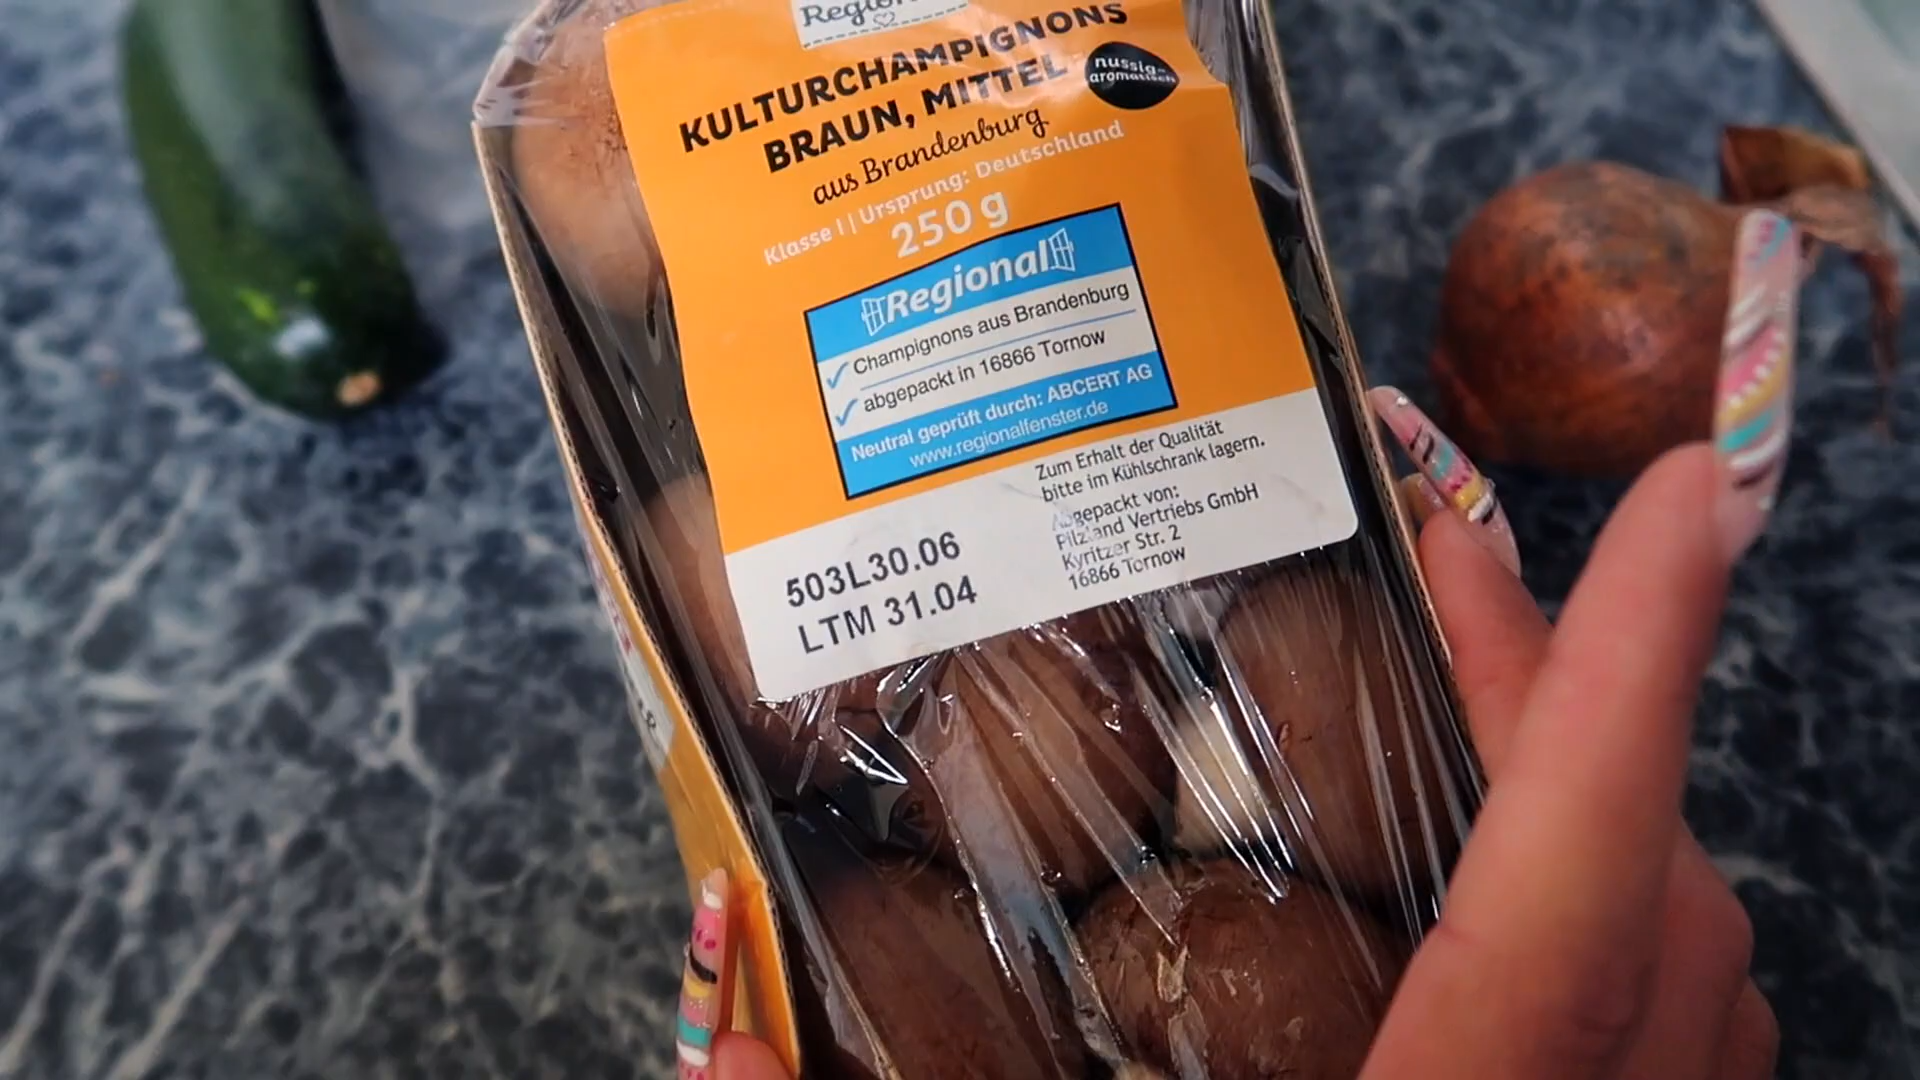 KULTURCHAMPIGNONS
BRAUN, MITTEL
nussig-
aromatisch
aus Brandenburg
Klasse I || Ursprung: Deutschland
250 g
Regional
Champignons aus Brandenburg
abgepackt in 16866 Tornow
Neutral geprüft durch: ABCERT AG
www.regionalfenster.de
Zum Erhalt der Qualität
bitte im Kühlschrank lagern.
Abgepackt von:
Pilzland Vertriebs GmbH
Kyritzer Str. 2
16866 Tornow
503L30.06
LTM 31.04